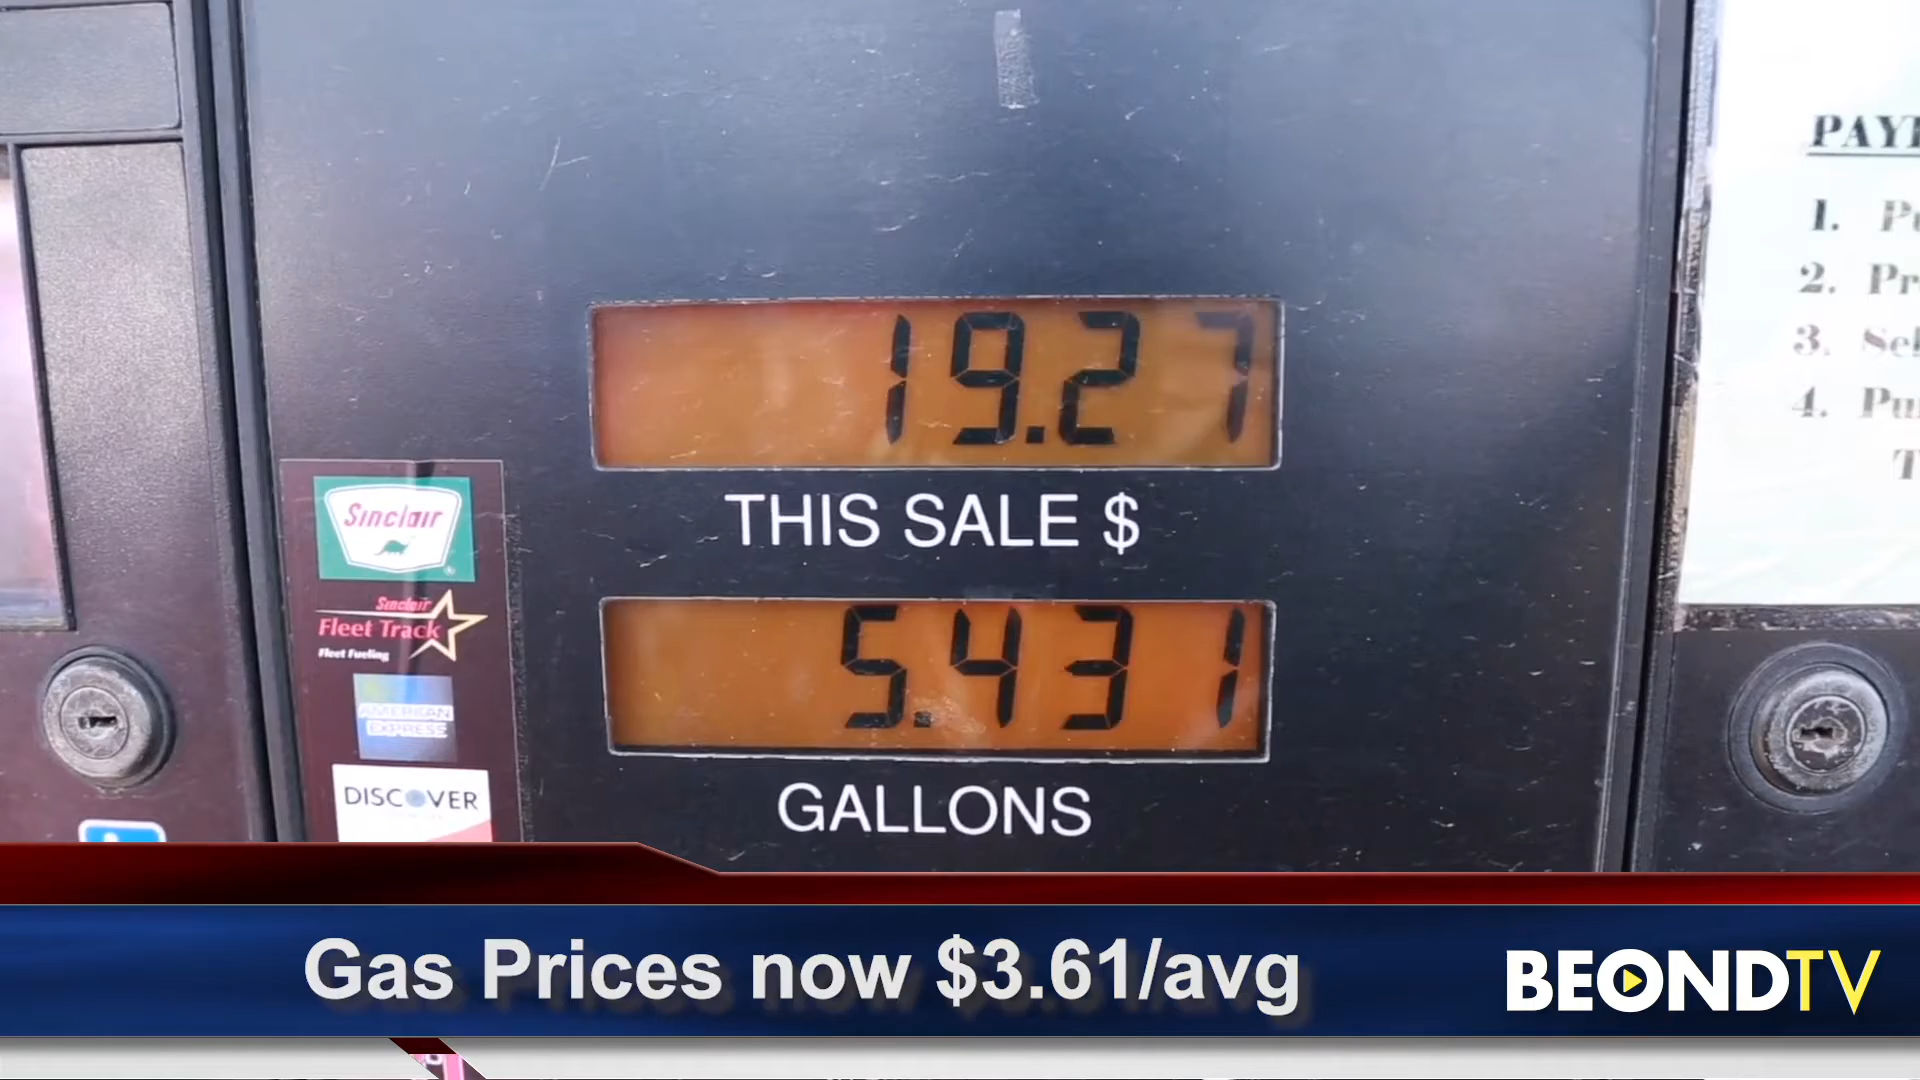 19.27
THIS SALE $
5.431
GALLONS
Sinclair
Sinclair
Fleet Track
Fleet Fueling
AMERICAN
EXPRESS
DISCOVER
1.
2.
3.
4.
Gas Prices now $3.61/avg
BEONDTV